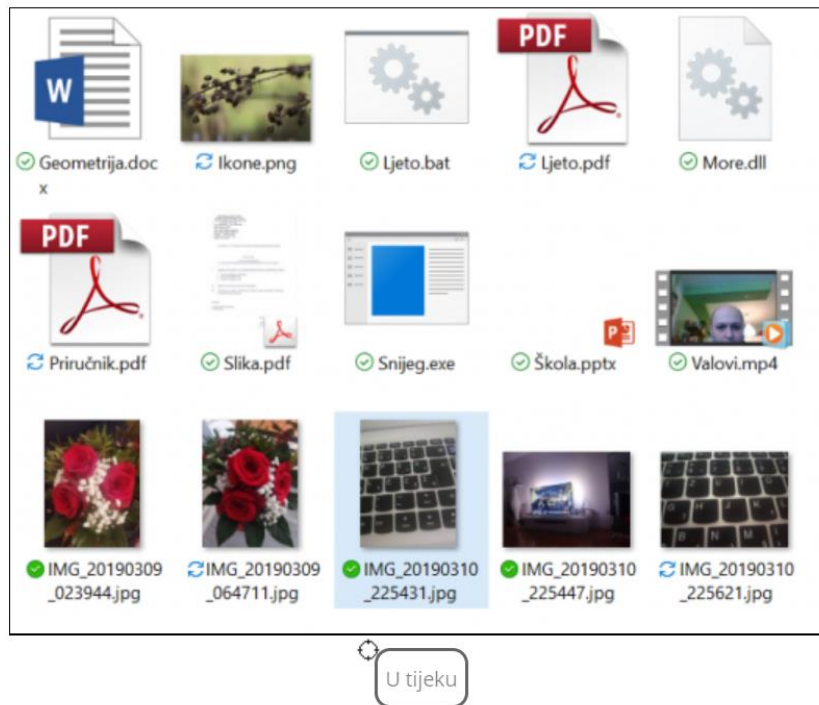 W
PDF
Geometrija.doc
x
Ikone.png
Ljeto.bat
Ljeto.pdf
More.dll
PDF
Priručnik.pdf
Slika.pdf
Snijeg.exe
Škola.pptx
Valovi.mp4
IMG_20190309
_023944.jpg
IMG_20190309
_064711.jpg
IMG_20190310
_225431.jpg
IMG_20190310
_225447.jpg
IMG_20190310
_225621.jpg
U tijeku